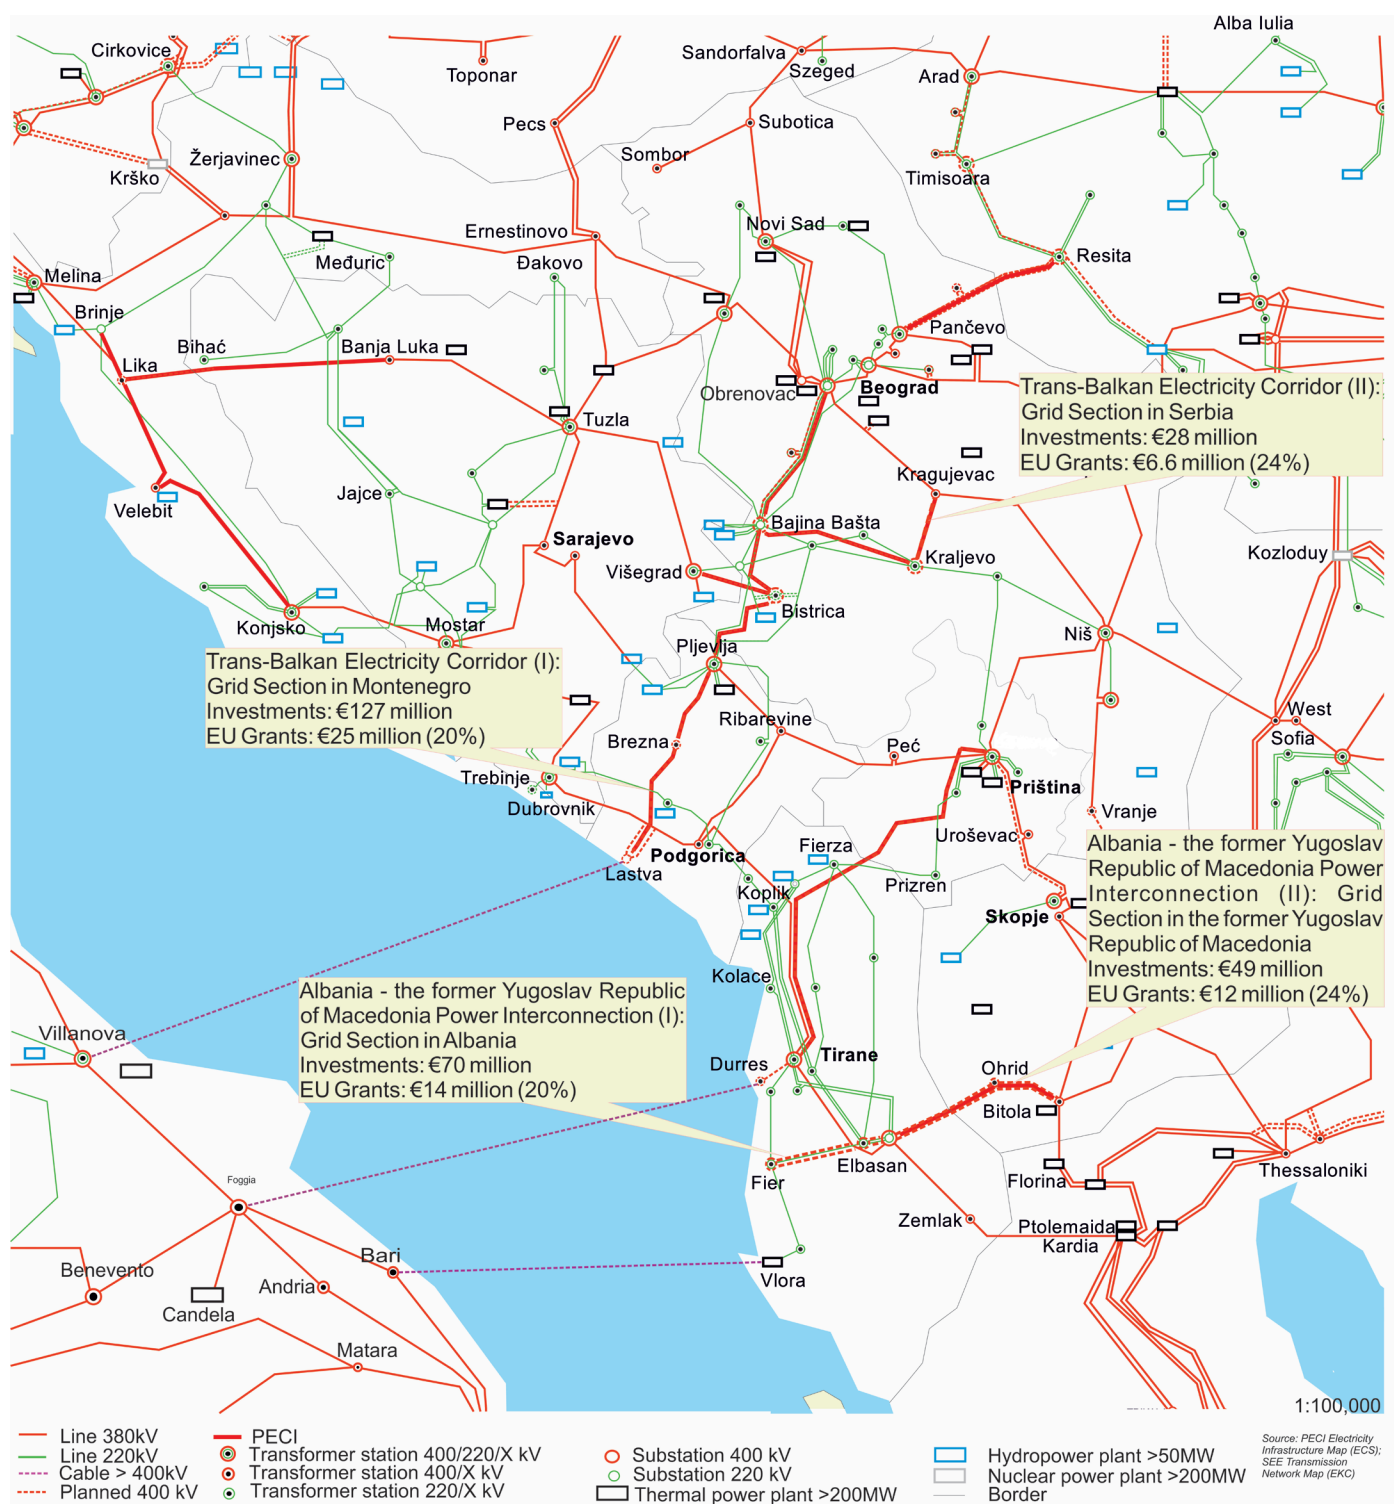 Alba Iulia
Cirkovice
Sandorfalva
Szeged
Toponar
Arad
Pecs
Subotica
Žerjavinec
Sombor
Krško
Timisoara
Novi Sad
Ernestinovo
Međuric
Đakovo
Resita
Melina
Brinje
Pančevo
Bihać
Banja Luka
Lika
Obrenovac
Beograd
Trans-Balkan Electricity Corridor (II):
Grid Section in Serbia
Investments: €28 million
EU Grants: €6.6 million (24%)
Tuzla
Kragujevac
Jajce
Velebit
Bajina Bašta
Sarajevo
Kozloduy
Kraljevo
Višegrad
Bistrica
Konjsko
Mostar
Niš
Pljevlja
Trans-Balkan Electricity Corridor (I):
Grid Section in Montenegro
Investments: €127 million
EU Grants: €25 million (20%)
West
Sofia
Ribarevine
Brezna
Peć
Trebinje
Priština
Dubrovnik
Vranje
Uroševac
Fierza
Podgorica
Lastva
Prizren
Koplik
Skopje
Albania - the former Yugoslav
Republic of Macedonia Power
Interconnection (II): Grid
Section in the former Yugoslav
Republic of Macedonia
Investments: €49 million
EU Grants: €12 million (24%)
Kolace
Albania - the former Yugoslav Republic
of Macedonia Power Interconnection (I):
Grid Section in Albania
Investments: €70 million
EU Grants: €14 million (20%)
Villanova
Tirane
Durres
Ohrid
Bitola
Elbasan
Thessaloniki
Fier
Florina
Foggia
Zemlak
Ptolemaida
Kardia
Bari
Vlora
Benevento
Andria
Candela
Matara
1:100,000
Line 380kV
Line 220kV
Cable > 400kV
Planned 400 kV
PECI
Transformer station 400/220/X kV
Transformer station 400/X kV
Transformer station 220/X kV
Substation 400 kV
Substation 220 kV
Thermal power plant >200MW
Hydropower plant >50MW
Nuclear power plant >200MW
Border
Source: PECI Electricity
Infrastructure Map (ECS);
SEE Transmission
Network Map (EKC)